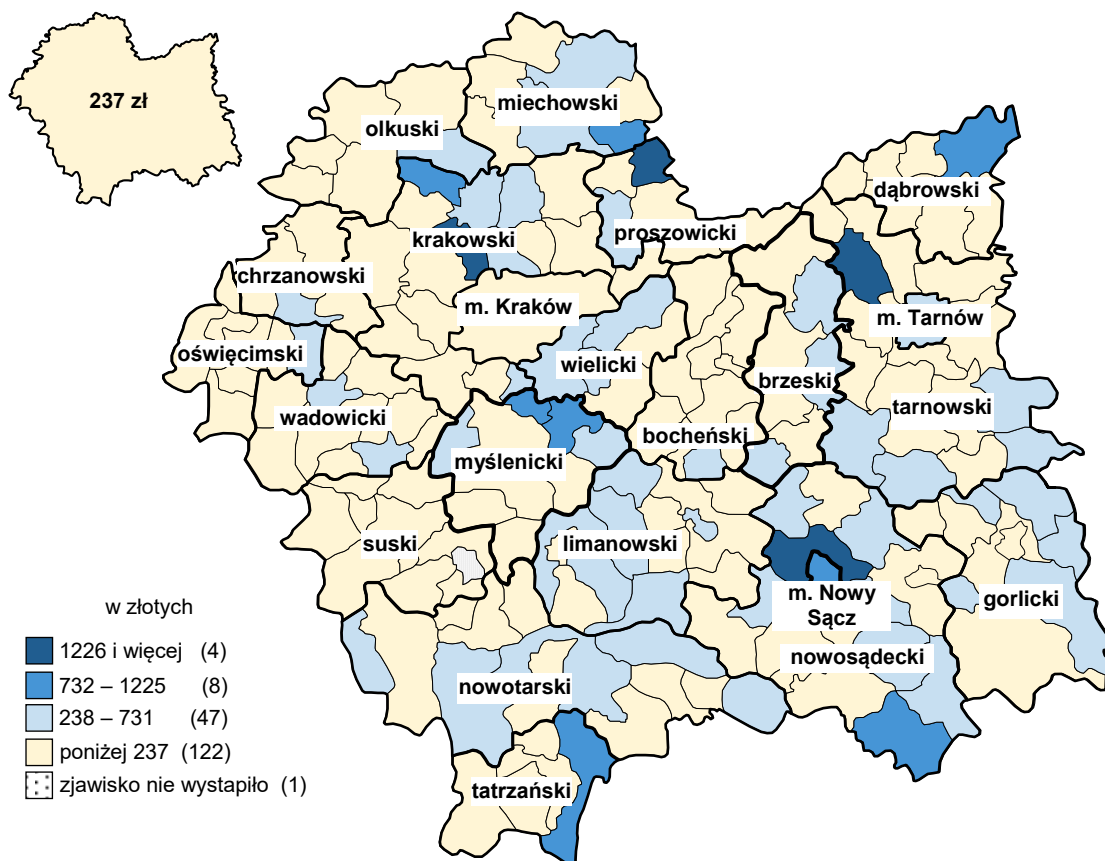 237 zł
miechowski
olkuski
dąbrowski
krakowski
proszowicki
chrzanowski
m. Kraków
m. Tarnów
oświęcimski
wielicki
brzeski
wadowicki
tarnowski
bocheński
myślenicki
suski
limanowski
m. Nowy
Sącz
gorlicki
nowosądecki
nowotarski
tatrzański
w złotych
1226 i więcej (4)
732 – 1225 (8)
238 – 731 (47)
poniżej 237 (122)
zjawisko nie wystapiło (1)